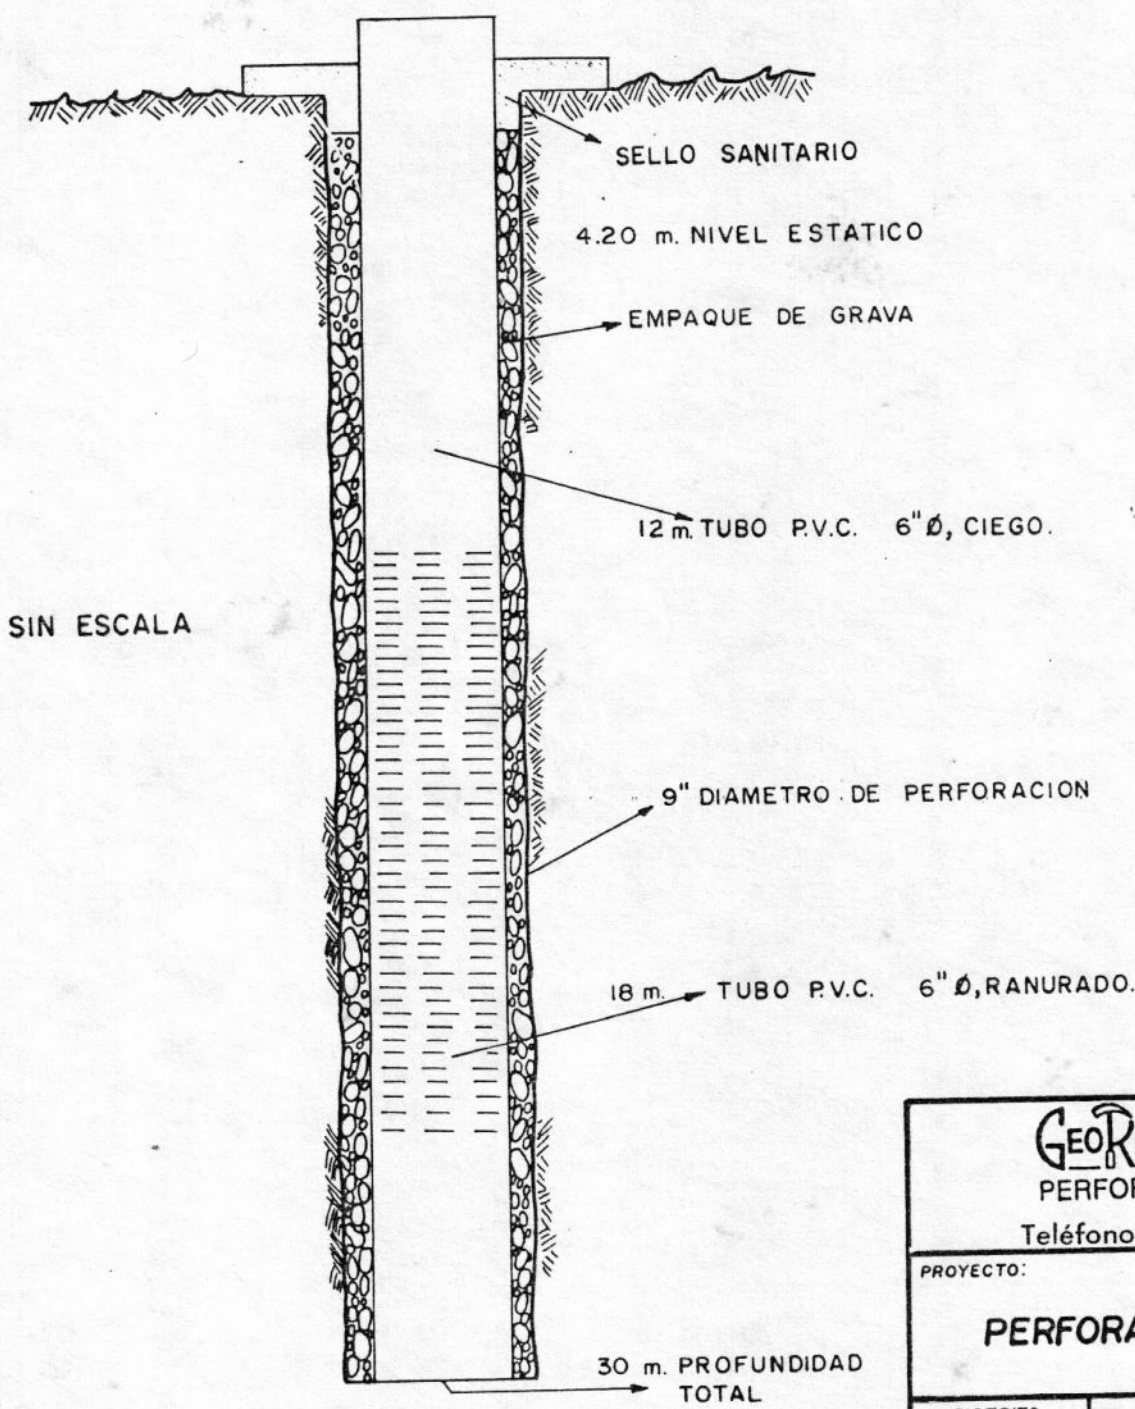 SELLO SANITARIO
4.20 m. NIVEL ESTATICO
EMPAQUE DE GRAVA
12 m. TUBO P.V.C. 6" Ø, CIEGO.
SIN ESCALA
9" DIAMETRO DE PERFORACION
18 m. TUBO P.V.C. 6" Ø, RANURADO.
GEOR
PERFOR
Teléfono
PROYECTO:
PERFORA
30 m. PROFUNDIDAD
TOTAL